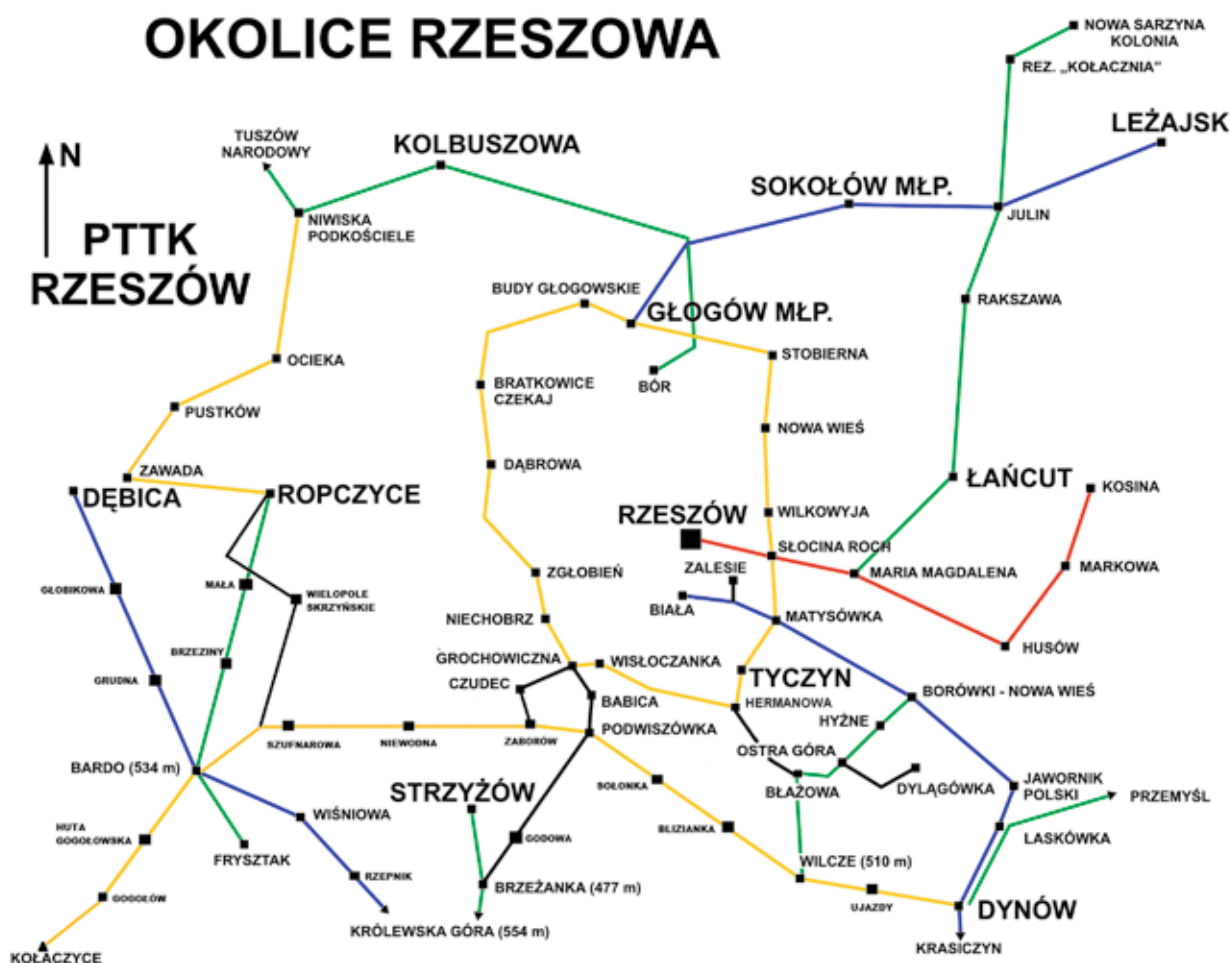 OKOLICE RZESZOWA
NOWA SARZYNA
KOLONIA
REZ. „KOŁACZNIA”
LEŻAJSK
TUSZÓW
NARODOWY
KOLBUSZOWA
N
SOKOŁÓW MŁP.
NIWISKA
PODKOŚCIELE
JULIN
PTTK
RZESZÓW
BUDY GŁOGOWSKIE
GŁOGÓW MŁP.
RAKSZAWA
STOBIERNA
OCIEKA
BÓR
BRATKOWICE
CZEKAJ
PUSTKÓW
NOWA WIEŚ
DĄBROWA
ZAWADA
DĘBICA
ROPCZYCE
ŁAŃCUT
KOSINA
RZESZÓW
WILKOWYJA
SŁOCINA ROCH
ZALESIE
MARIA MAGDALENA
MARKOWA
ZGŁOBIEŃ
GŁOBIKOWA
MAŁA
WIELOPOLE
SKRZYŃSKIE
BIAŁA
NIECHOBRZ
MATYSÓWKA
HUSÓW
BRZEZINY
GROCHOWICZNA
WISŁOCZANKA
GRUDNA
CZUDEC
TYCZYN
BABICA
HERMANOWA
BORÓWKI - NOWA WIEŚ
HYŻNE
PODWISZÓWKA
SZUFNAROWA
NIEWODNA
ZABORÓW
OSTRA GÓRA
BARDO (534 m)
STRZYŻÓW
SOŁONKA
BŁAŻOWA
DYLĄGÓWKA
JAWORNIK
POLSKI
PRZEMYŚL
WIŚNIOWA
HUTA
GOGOŁOWSKA
GODOWA
BLIZIANKA
LASKÓWKA
FRYSZTAK
WILCZE (510 m)
RZEPNIK
BRZEŻANKA (477 m)
GOGOŁÓW
UJAZDY
DYNÓW
KRÓLEWSKA GÓRA (554 m)
KRASICZYN
KOŁACZYCE